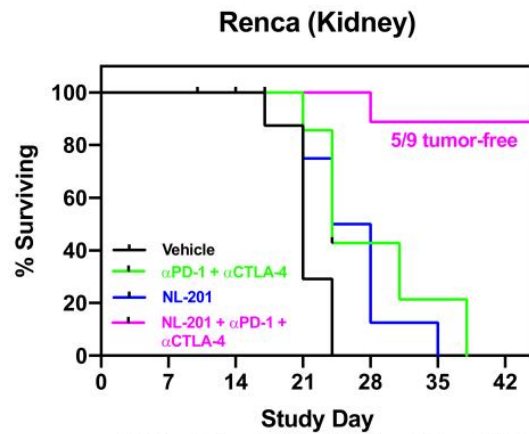 Renca (Kidney)
% Surviving
100
80
60
40
20
0
5/9 tumor-free
Vehicle
αPD-1 + αCTLA-4
NL-201
NL-201 + αPD-1 +
αCTLA-4
0 7 14 21 28 35 42
Study Day